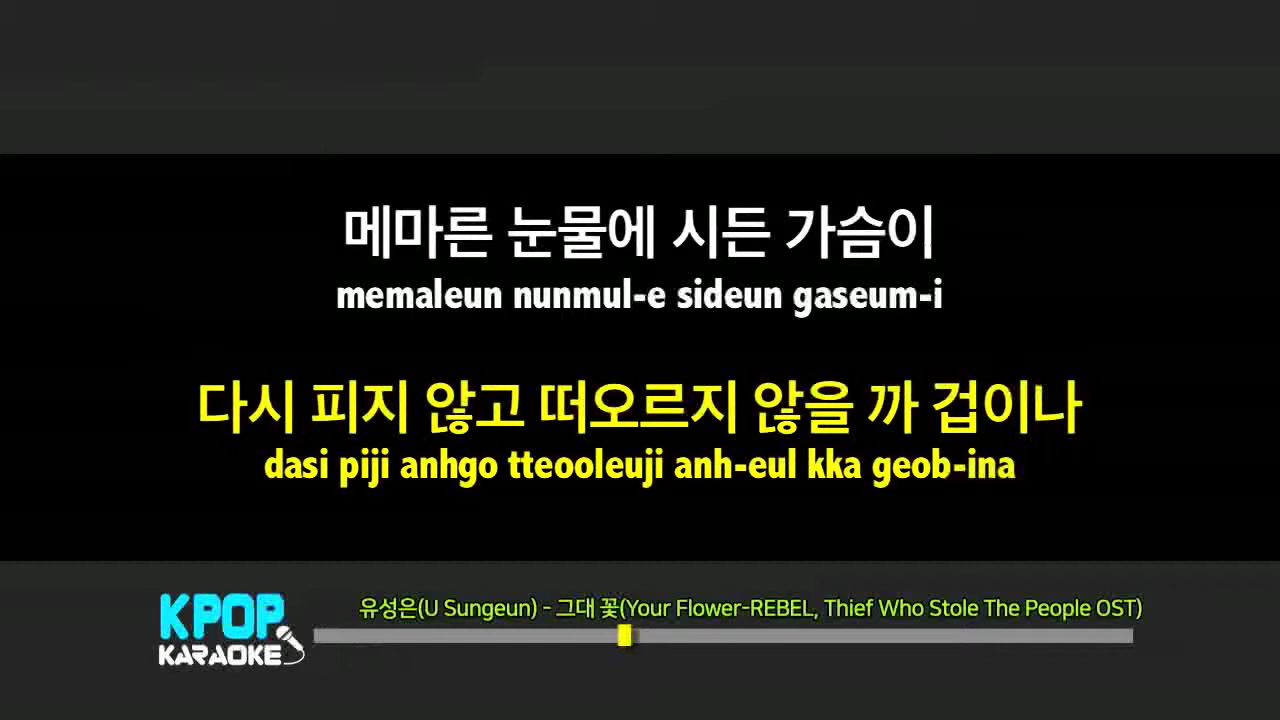 메마른 눈물에 시든 가슴이
memaleun nunmul-e sideun gaseum-i
다시 피지 않고 떠오르지 않을 까 겁이나
dasi piji anhgo tteooleuji anh-eul kka geob-ina
유성은(U Sungeun) - 그대 꽃(Your Flower-REBEL, Thief Who Stole The People OST)
KPOP
KARAOKE